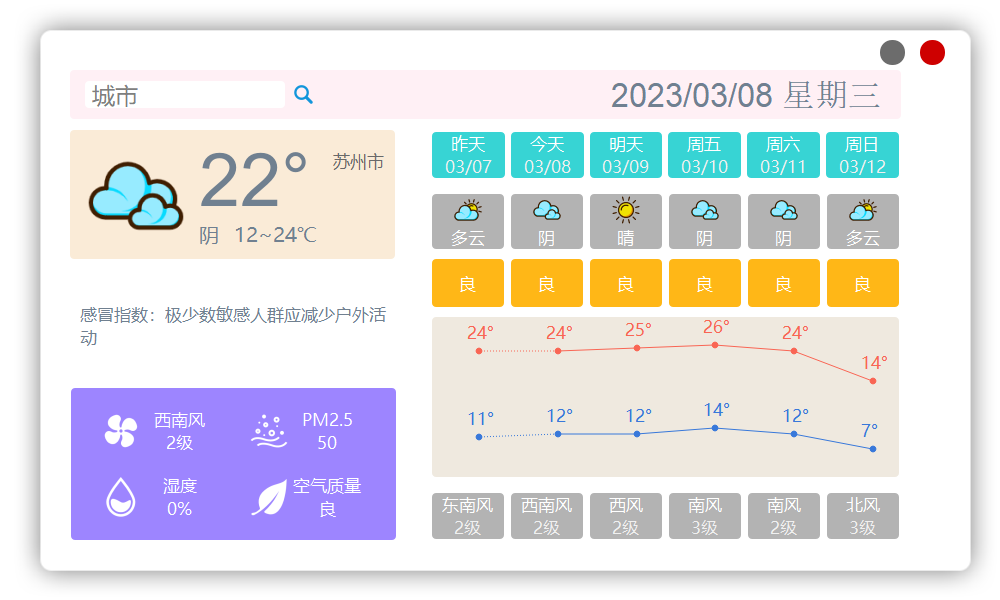 城市
2023/03/08 星期三
22°
苏州市
阴 12~24℃
感冒指数：极少数敏感人群应减少户外活
动
西南风
2级
PM2.5
50
湿度
0%
空气质量
良
昨天 今天 明天 周五 周六 周日
03/07 03/08 03/09 03/10 03/11 03/12
多云 阴 晴 阴 阴 多云
良 良 良 良 良 良
24° 24° 25° 26° 24° 14°
11° 12° 12° 14° 12° 7°
东南风 西南风 西风 南风 南风 北风
2级 2级 2级 3级 2级 3级